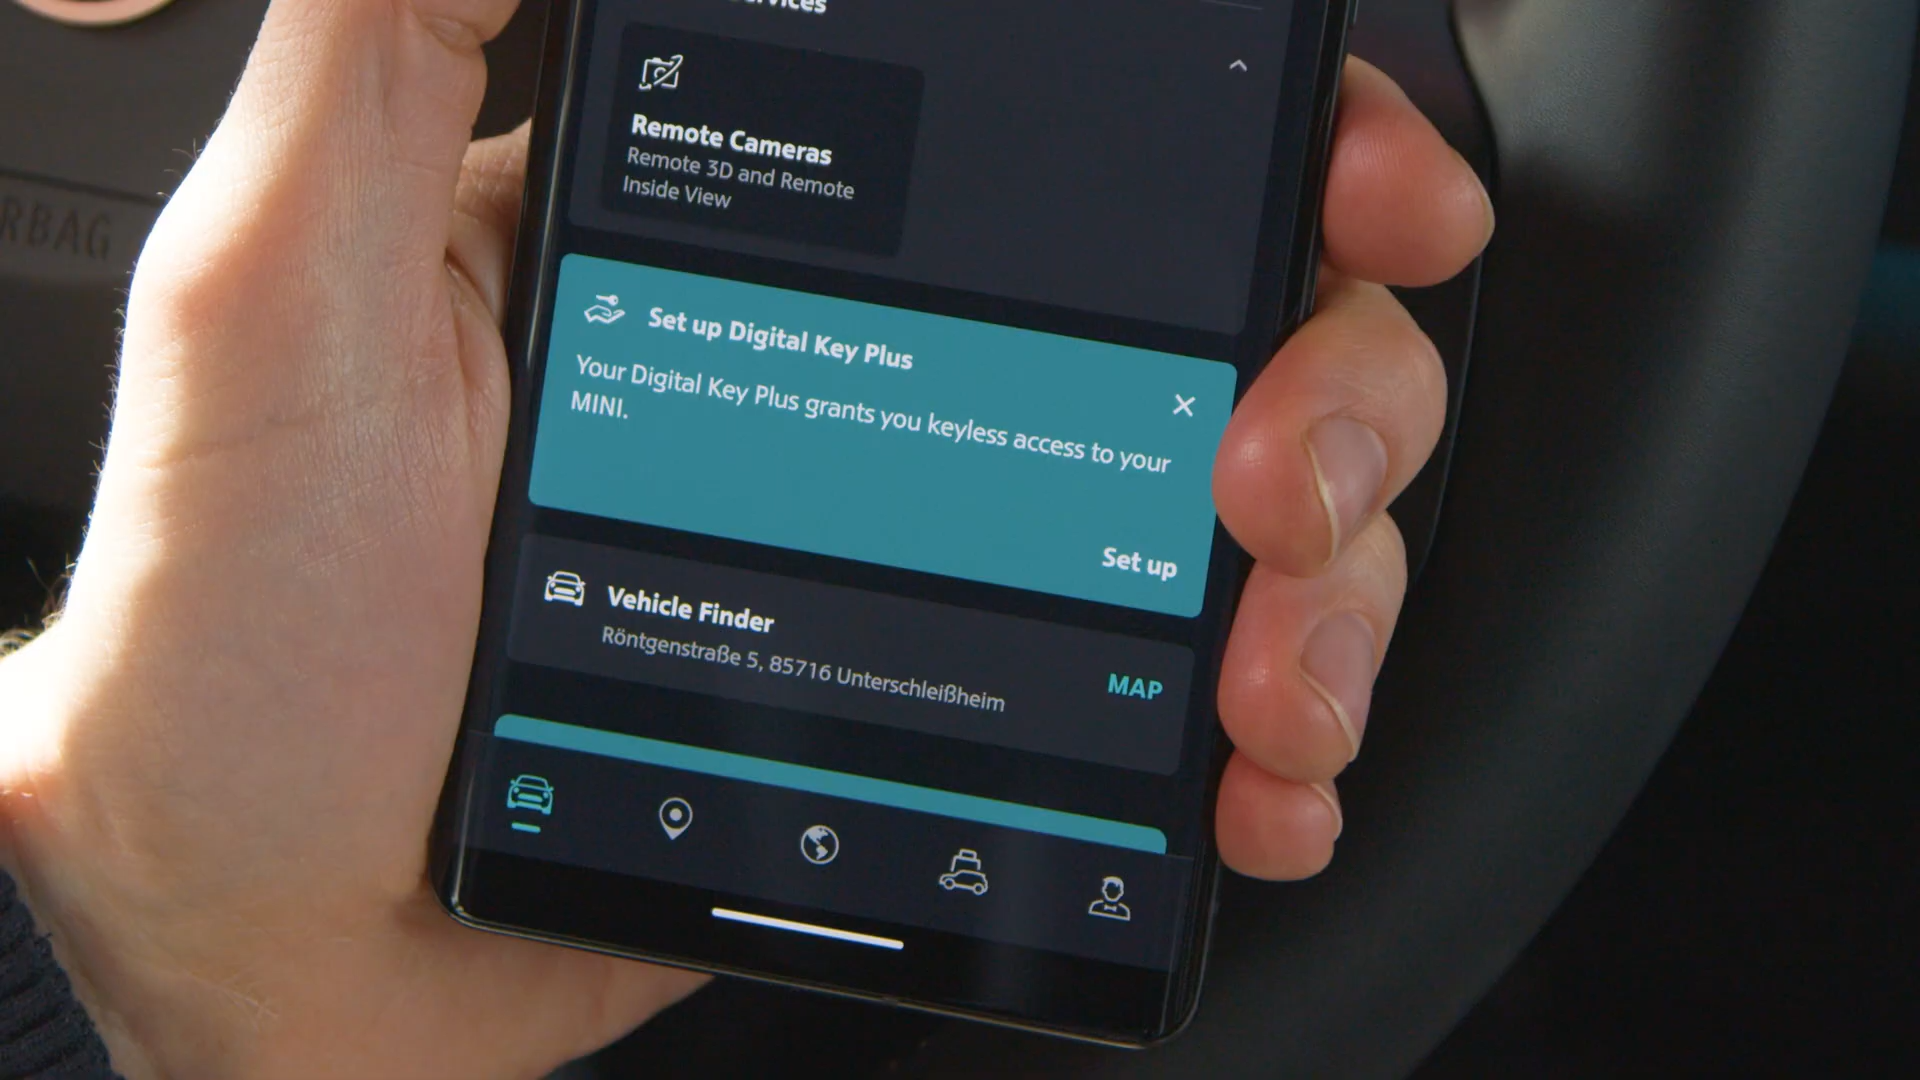 Remote Cameras
Remote 3D and Remote
Inside View
Set up Digital Key Plus
Your Digital Key Plus grants you keyless access to your
MINI.
Set up
Vehicle Finder
Röntgenstraße 5, 85716 Unterschleißheim
MAP